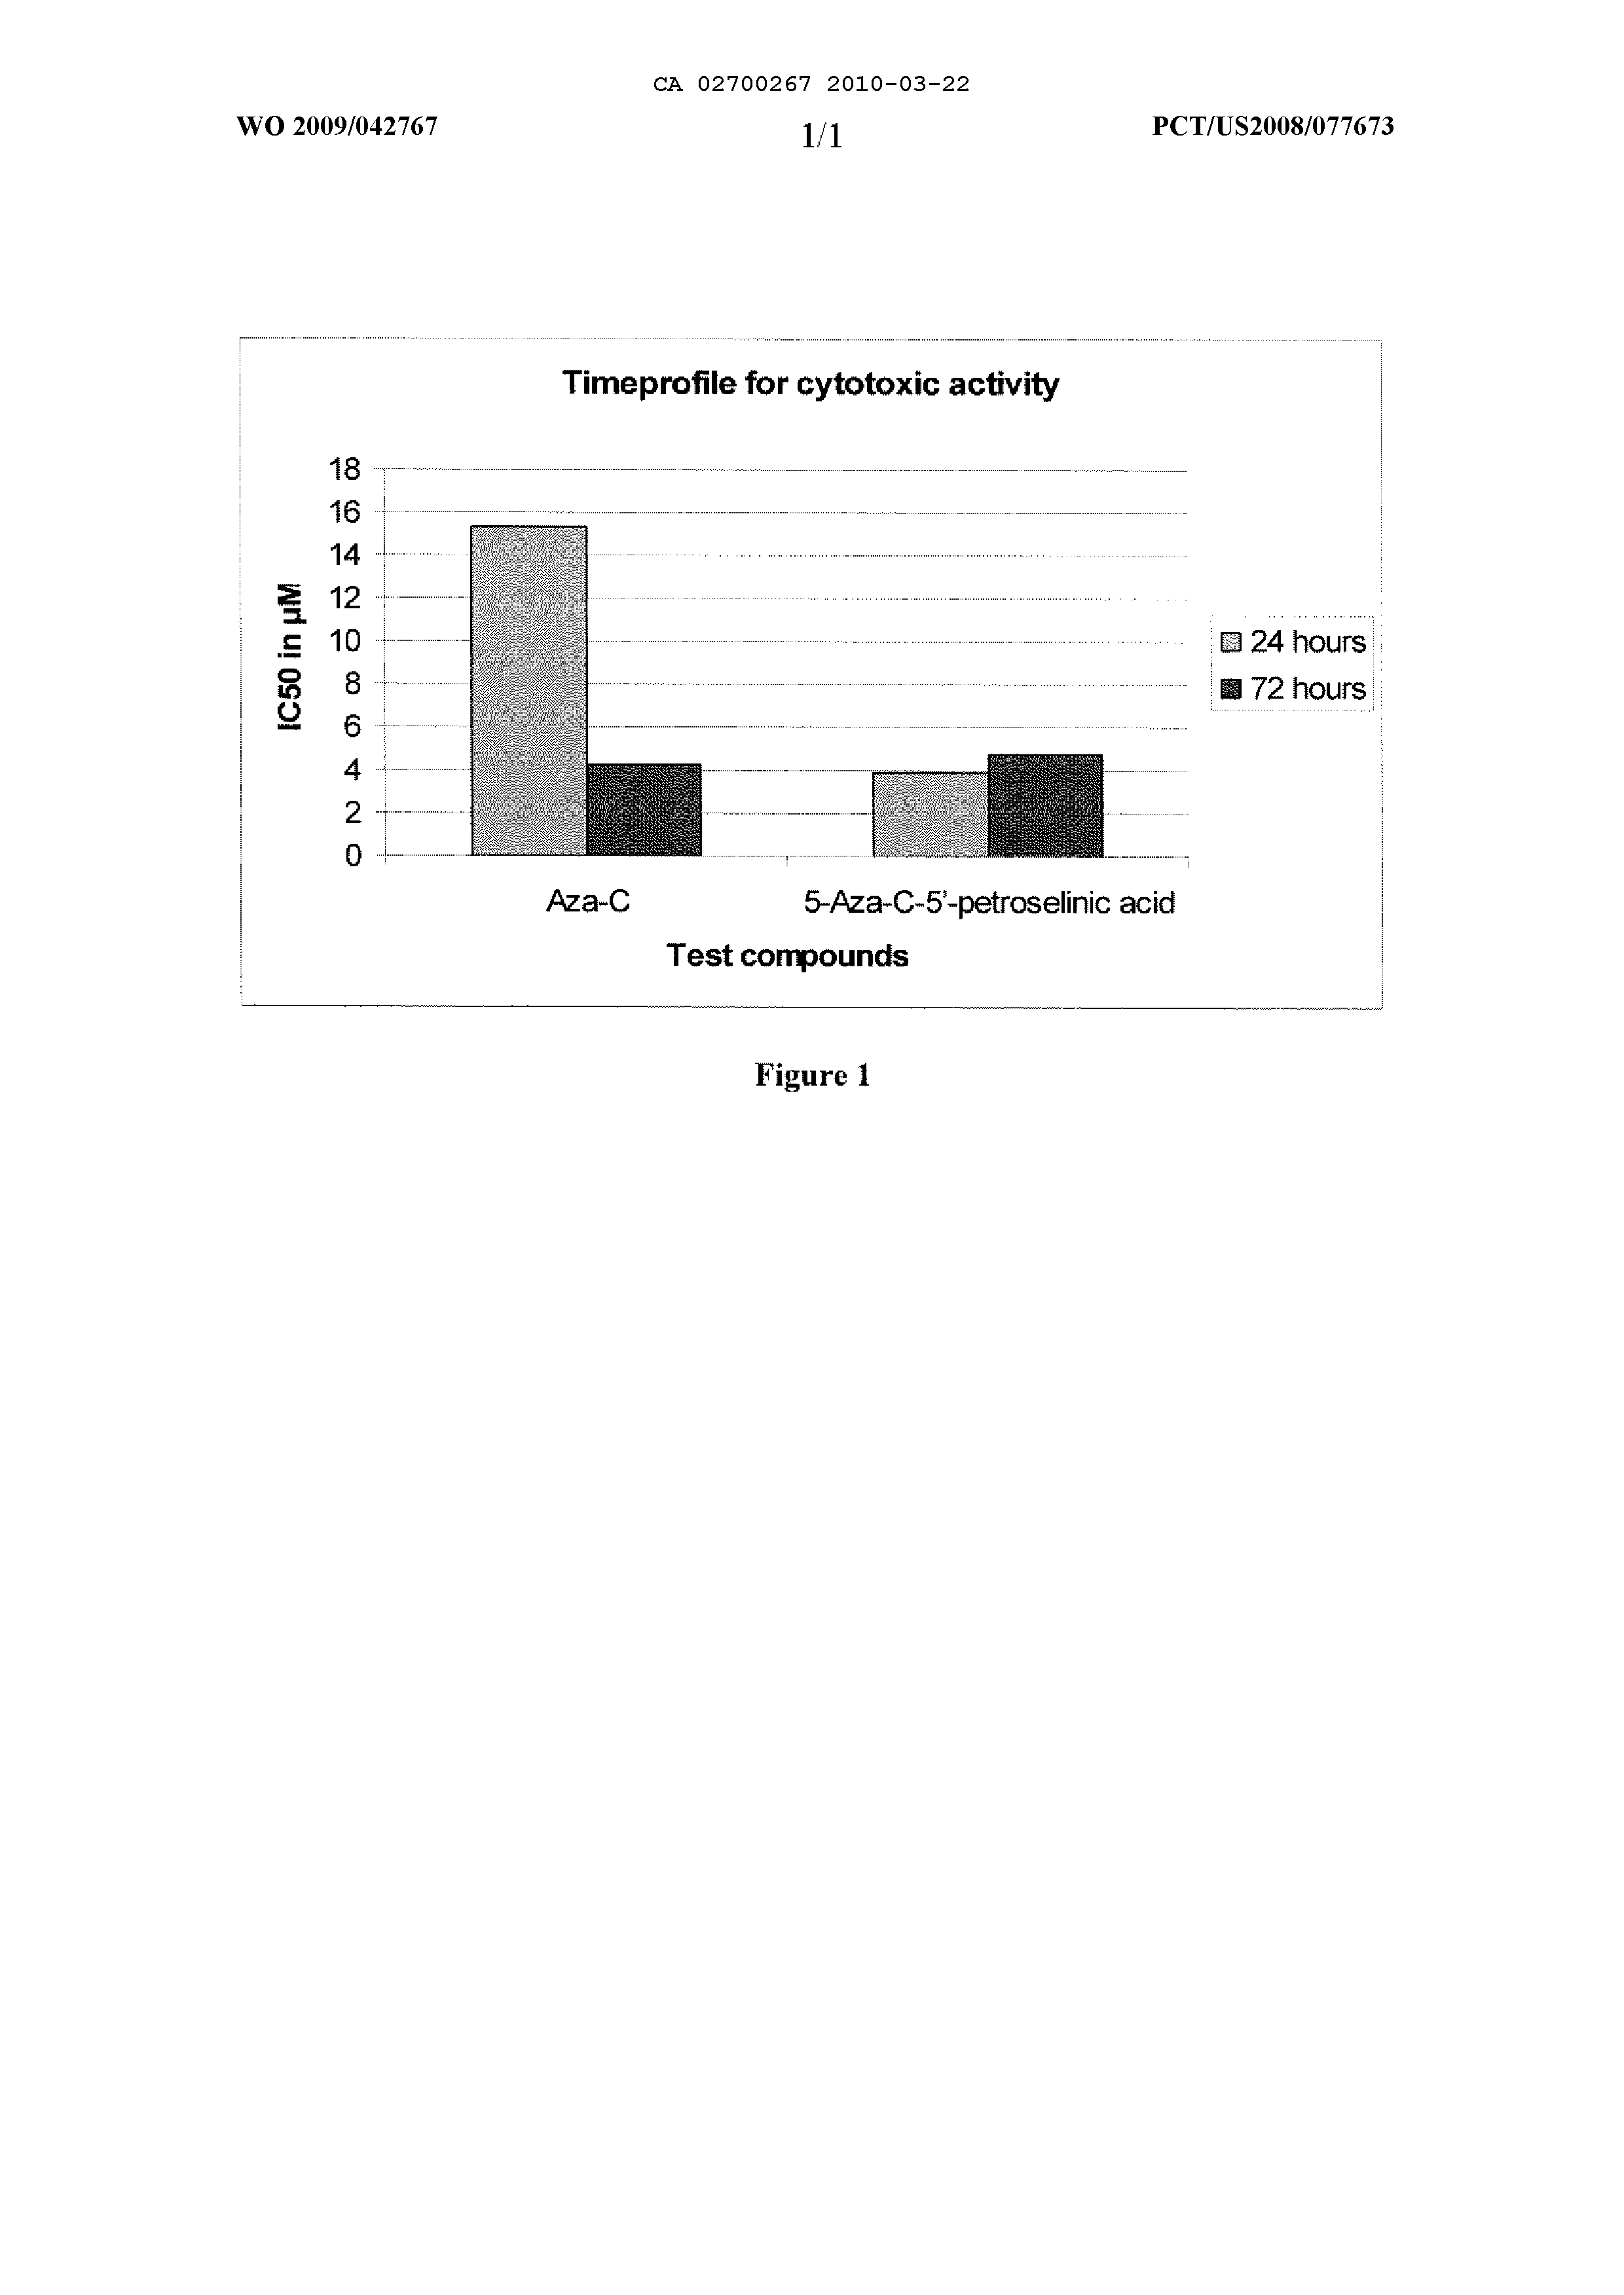 CA 02700267 2010-03-22
WO 2009/042767
1/1
PCT/US2008/077673
Timeprofile for cytotoxic activity
18
16
14
12
10
8
6
4
2
0
IC50 in µM
24 hours
72 hours
Aza-C
5-Aza-C-5'-petroselinic acid
Test compounds
Figure 1